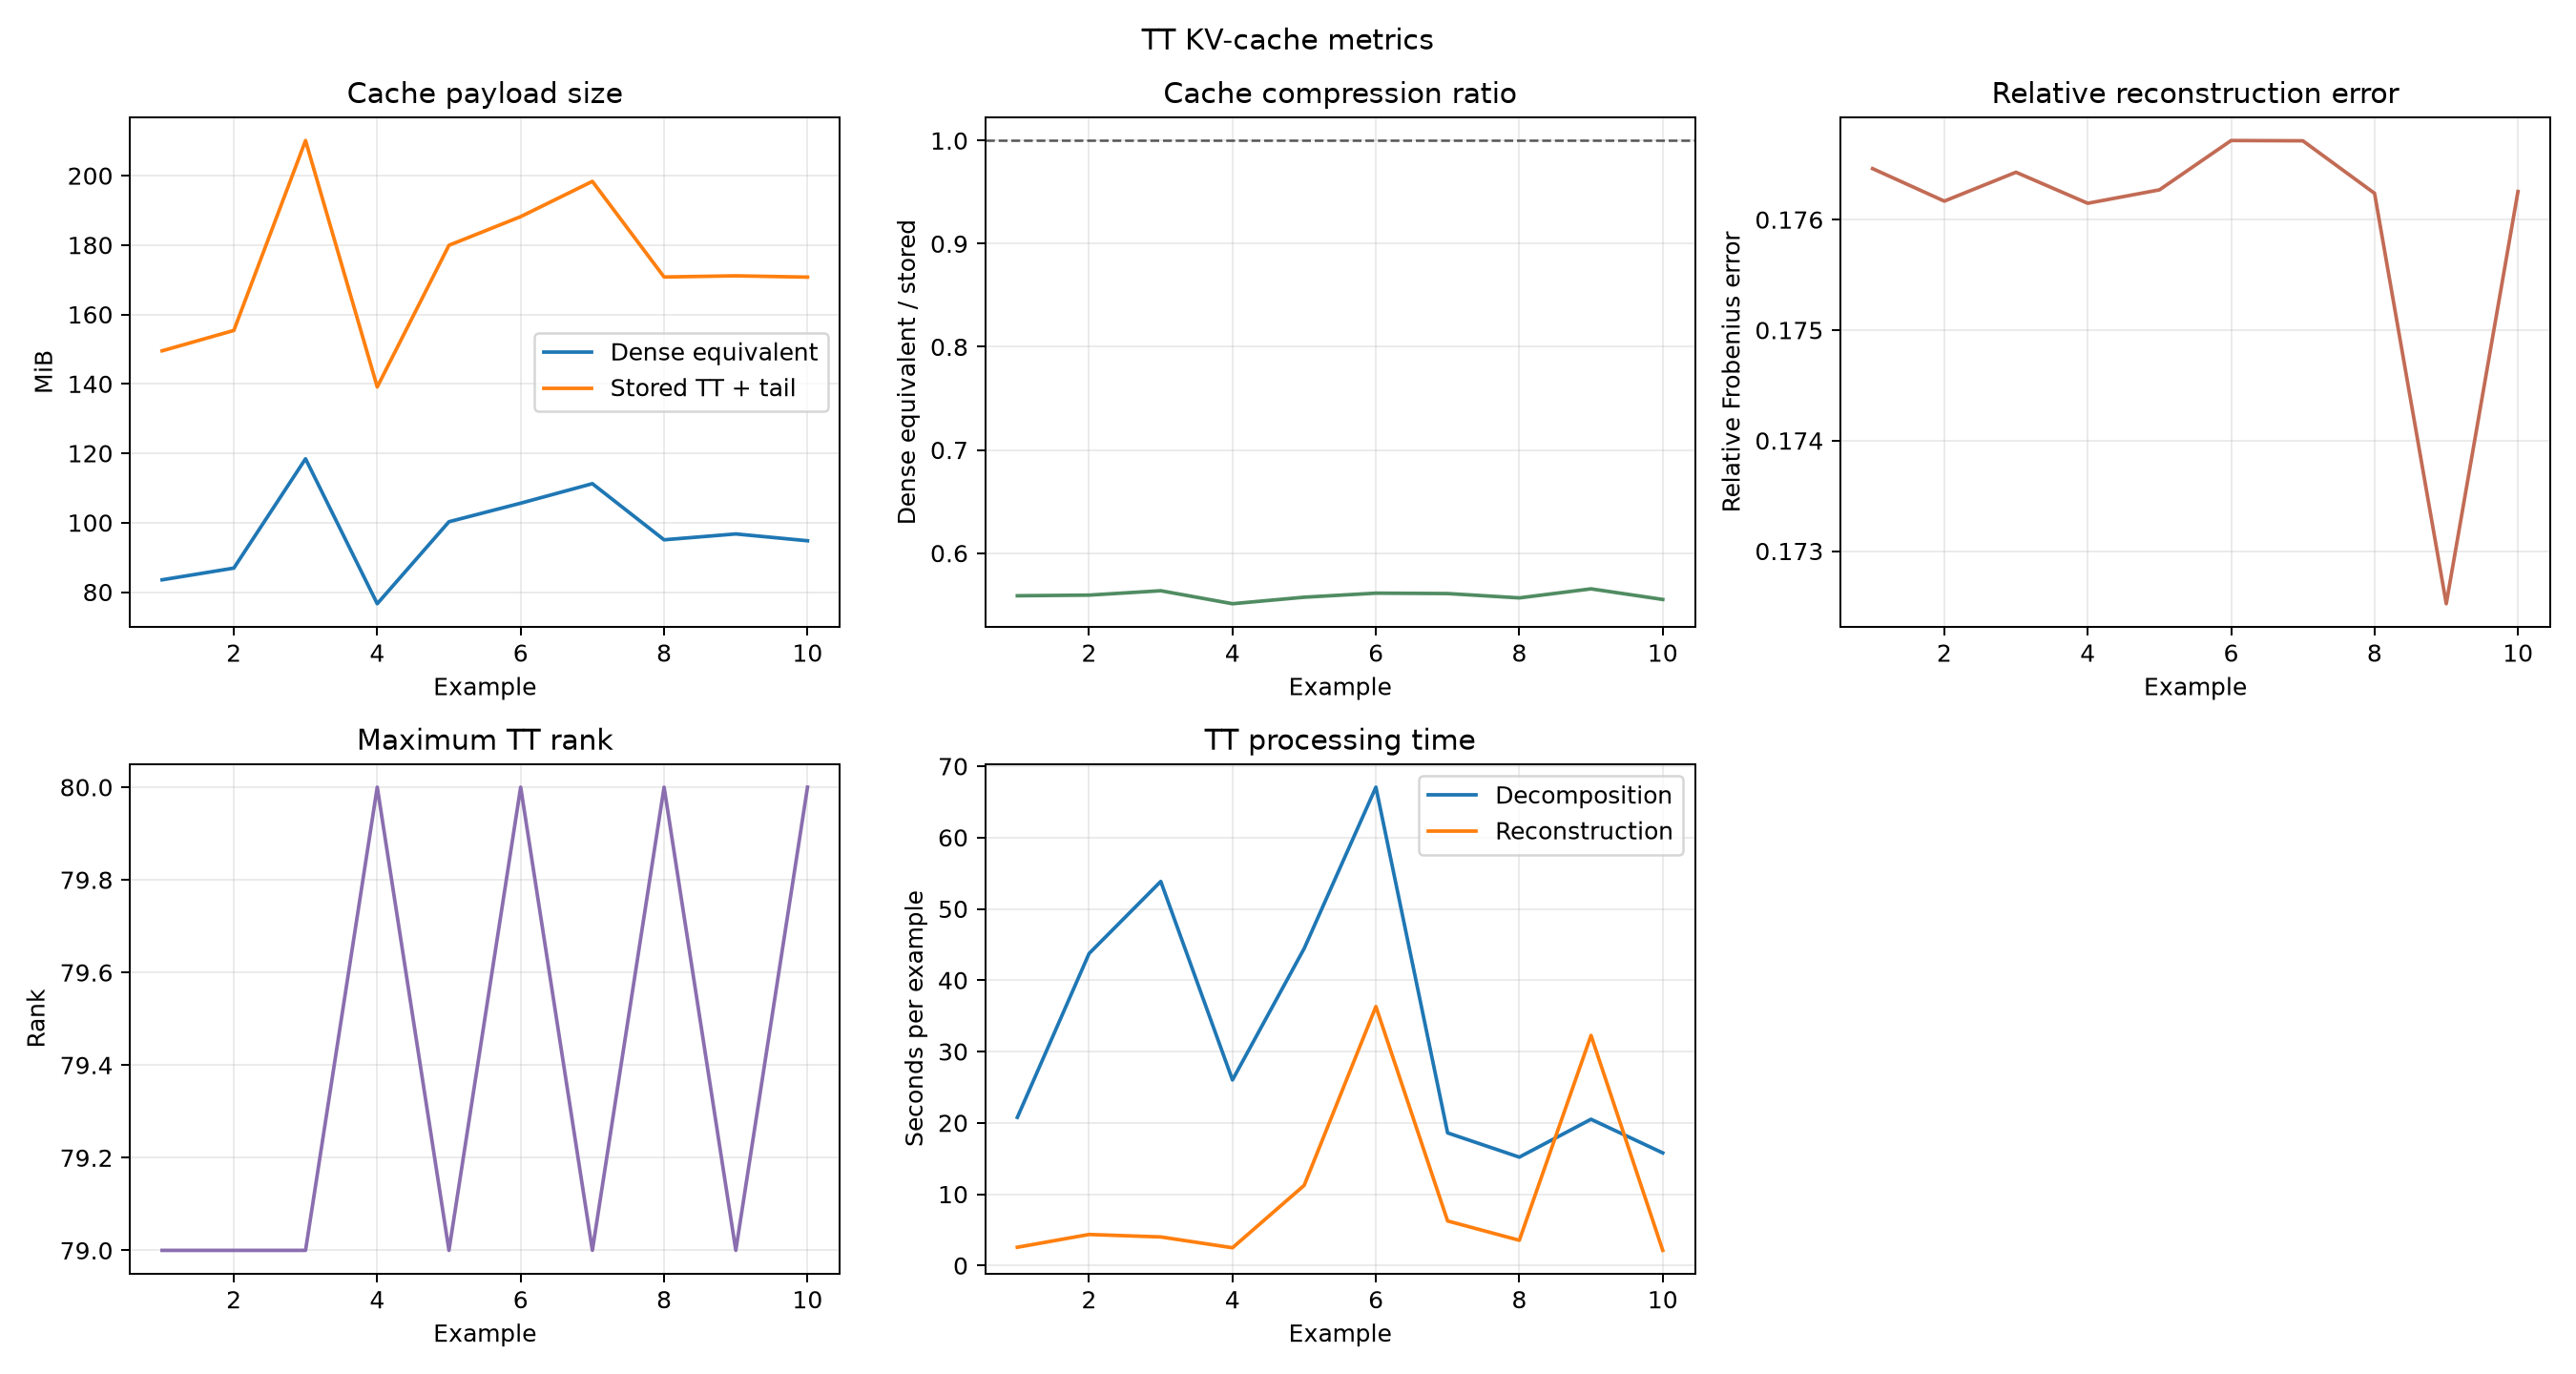 TT KV-cache metrics
Cache payload size
MiB
200
180
160
140
120
100
80
Dense equivalent
Stored TT + tail
2
4
6
8
10
Example
Cache compression ratio
Dense equivalent / stored
1.0
0.9
0.8
0.7
0.6
2
4
6
8
10
Example
Relative reconstruction error
Relative Frobenius error
0.176
0.175
0.174
0.173
2
4
6
8
10
Example
Maximum TT rank
Rank
80.0
79.8
79.6
79.4
79.2
79.0
2
4
6
8
10
Example
TT processing time
Seconds per example
70
60
50
40
30
20
10
0
Decomposition
Reconstruction
2
4
6
8
10
Example